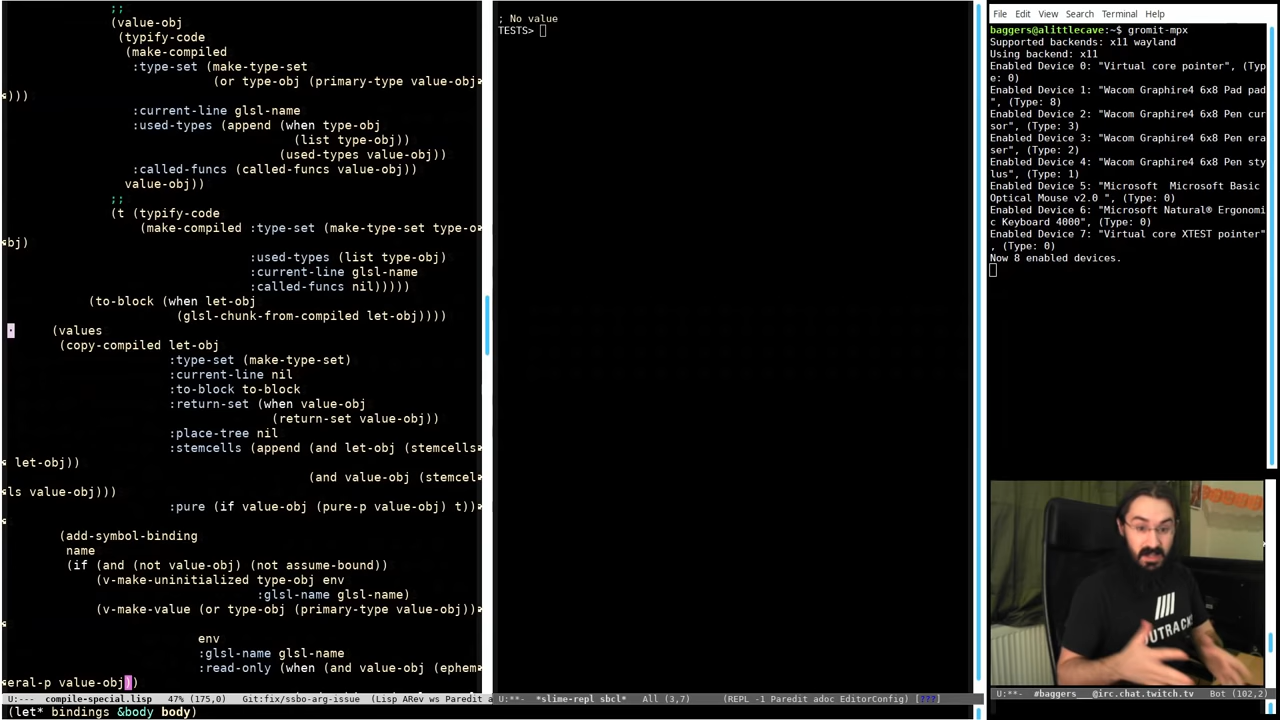 ;;
(value-obj
(typify-code
(make-compiled
:type-set (make-type-set
(or type-obj (primary-type value-obj
)))
:current-line glsl-name
:used-types (append (when type-obj
(list type-obj))
(used-types value-obj))
:called-funcs (called-funcs value-obj))
value-obj))
;;
(t (typify-code
(make-compiled :type-set (make-type-set type-o
bj)
:used-types (list type-obj)
:current-line glsl-name
:called-funcs nil)))))
(to-block (when let-obj
(glsl-chunk-from-compiled let-obj))))
(values
(copy-compiled let-obj
:type-set (make-type-set)
:current-line nil
:to-block to-block
:return-set (when value-obj
(return-set value-obj))
:place-tree nil
:stemcells (append (and let-obj (stemcells
let-obj))
(and value-obj (stemcel
ls value-obj)))
:pure (if value-obj (pure-p value-obj) t))
(add-symbol-binding
name
(if (and (not value-obj) (not assume-bound))
(v-make-uninitialized type-obj env
:glsl-name glsl-name)
(v-make-value (or type-obj (primary-type value-obj))
env
:glsl-name glsl-name
:read-only (when (and value-obj (ephem
eral-p value-obj))
U:--- compile-special.lisp 47% (175,0) Git:fix/ssbo-arg-issue (Lisp ARev ws Paredit a
(let* bindings &body body)
; No value
TESTS>
U:**- *slime-repl sbcl* All (3,7) (REPL -1 Paredit adoc EditorConfig) [???]
File Edit View Search Terminal Help
baggers@alittlecave:~$ gromit-mpx
Supported backends: x11 wayland
Using backend: x11
Enabled Device 0: "Virtual core pointer", (Typ
e: 0)
Enabled Device 1: "Wacom Graphire4 6x8 Pad pad
", (Type: 8)
Enabled Device 2: "Wacom Graphire4 6x8 Pen cur
sor", (Type: 3)
Enabled Device 3: "Wacom Graphire4 6x8 Pen era
ser", (Type: 2)
Enabled Device 4: "Wacom Graphire4 6x8 Pen sty
lus", (Type: 1)
Enabled Device 5: "Microsoft  Microsoft Basic
Optical Mouse v2.0 ", (Type: 0)
Enabled Device 6: "Microsoft Natural® Ergonomi
c Keyboard 4000", (Type: 0)
Enabled Device 7: "Virtual core XTEST pointer"
, (Type: 0)
Now 8 enabled devices.
U:**- #baggers___@irc.chat.twitch.tv Bot (102,2)